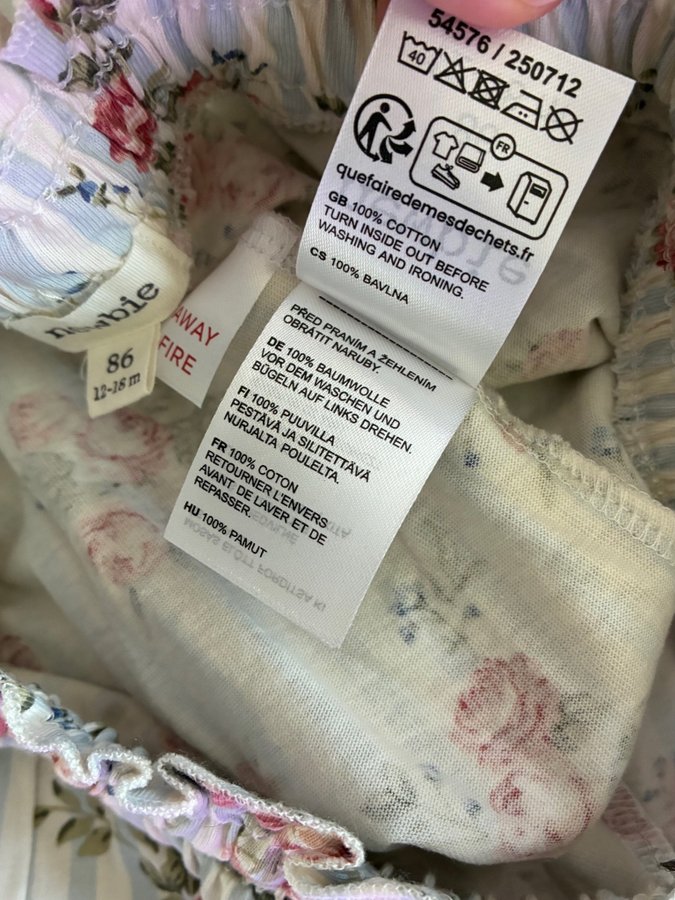 54576 / 250712
40
FR
quefairedemesdechets.fr
GB 100% COTTON
TURN INSIDE OUT BEFORE
WASHING AND IRONING.
CS 100% BAVLNA
PŘED PRANÍM A ŽEHLENÍM
OBRÁTIT NARUBY.
DE 100% BAUMWOLLE
VOR DEM WASCHEN UND
BÜGELN AUF LINKS DREHEN.
FI 100% PUUVILLA
PESTÄVÄ JA SILITETTÄVÄ
NURJALTA POULELTA.
FR 100% COTON
RETOURNER L'ENVERS
AVANT DE LAVER ET DE
REPASSER.
HU 100% PAMUT
newbie
86
12-18 m
AWAY
FIRE